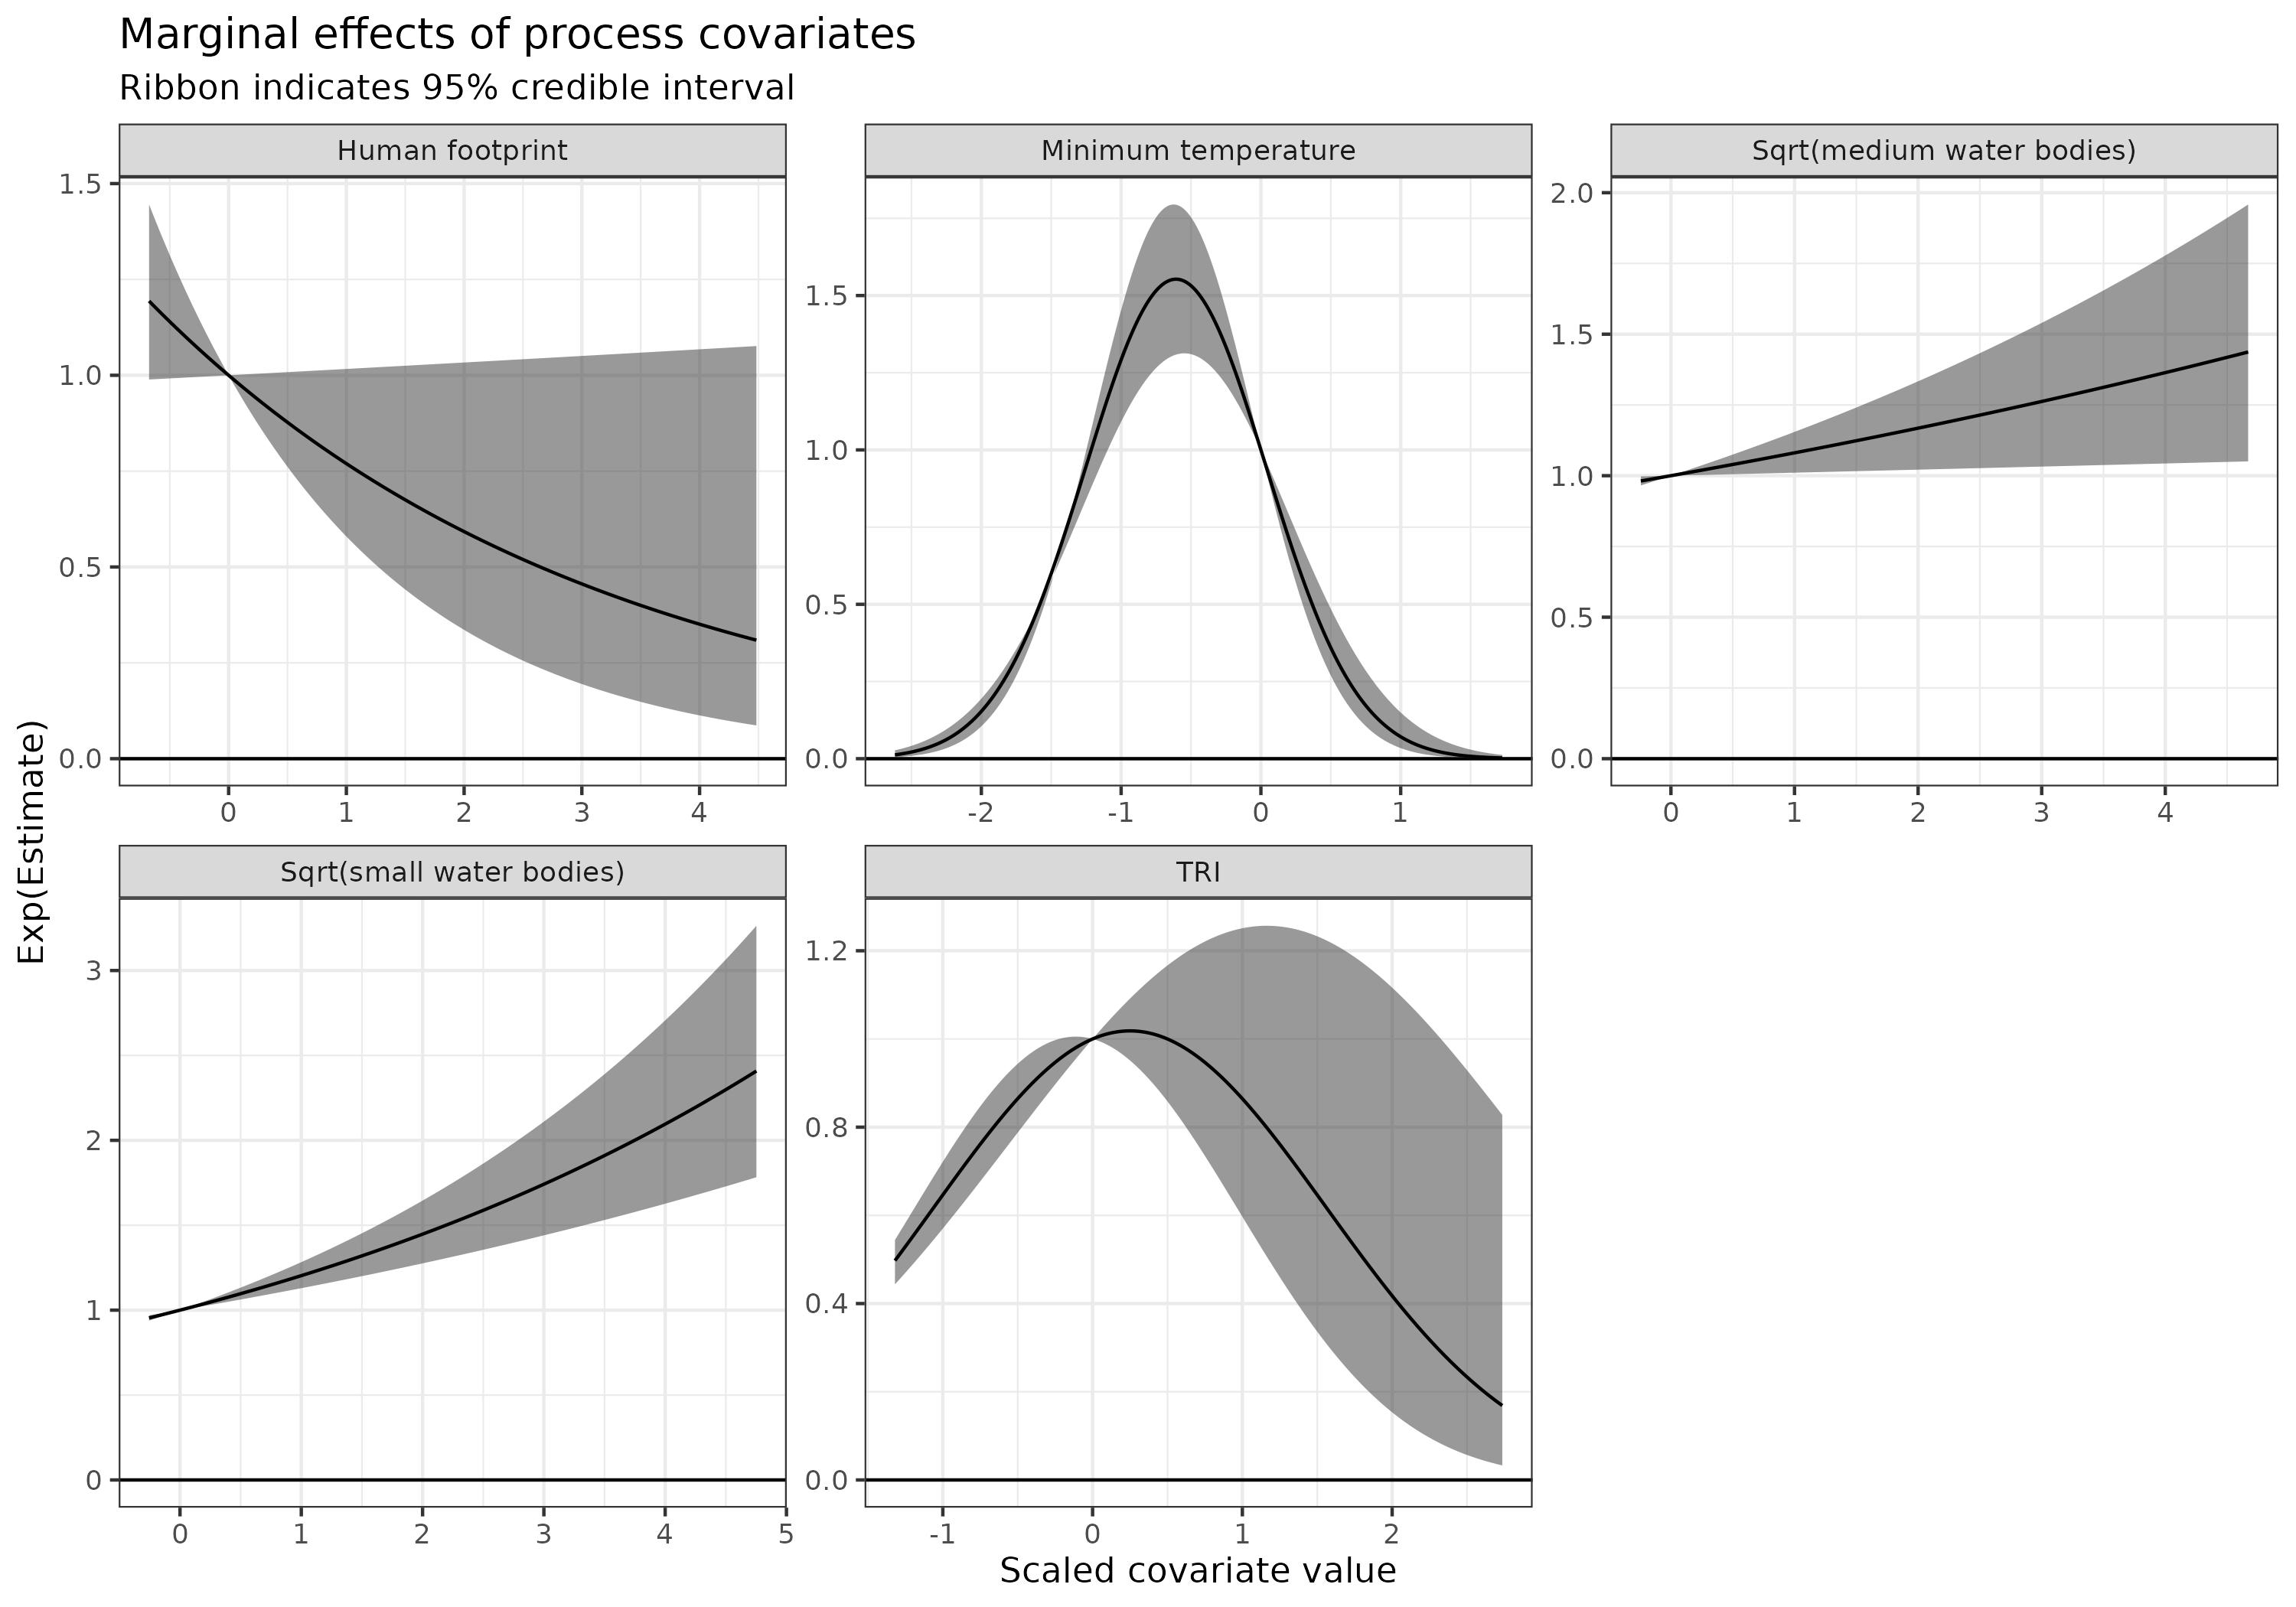 Marginal effects of process covariates
Ribbon indicates 95% credible interval
Human footprint
Minimum temperature
Sqrt(medium water bodies)
1.5
1.0
0.5
0.0
0 1 2 3 4
1.5
1.0
0.5
0.0
-2 -1 0 1
2.0
1.5
1.0
0.5
0.0
0 1 2 3 4
Exp(Estimate)
Sqrt(small water bodies)
TRI
3
2
1
0
0 1 2 3 4 5
1.2
0.8
0.4
0.0
-1 0 1 2
Scaled covariate value